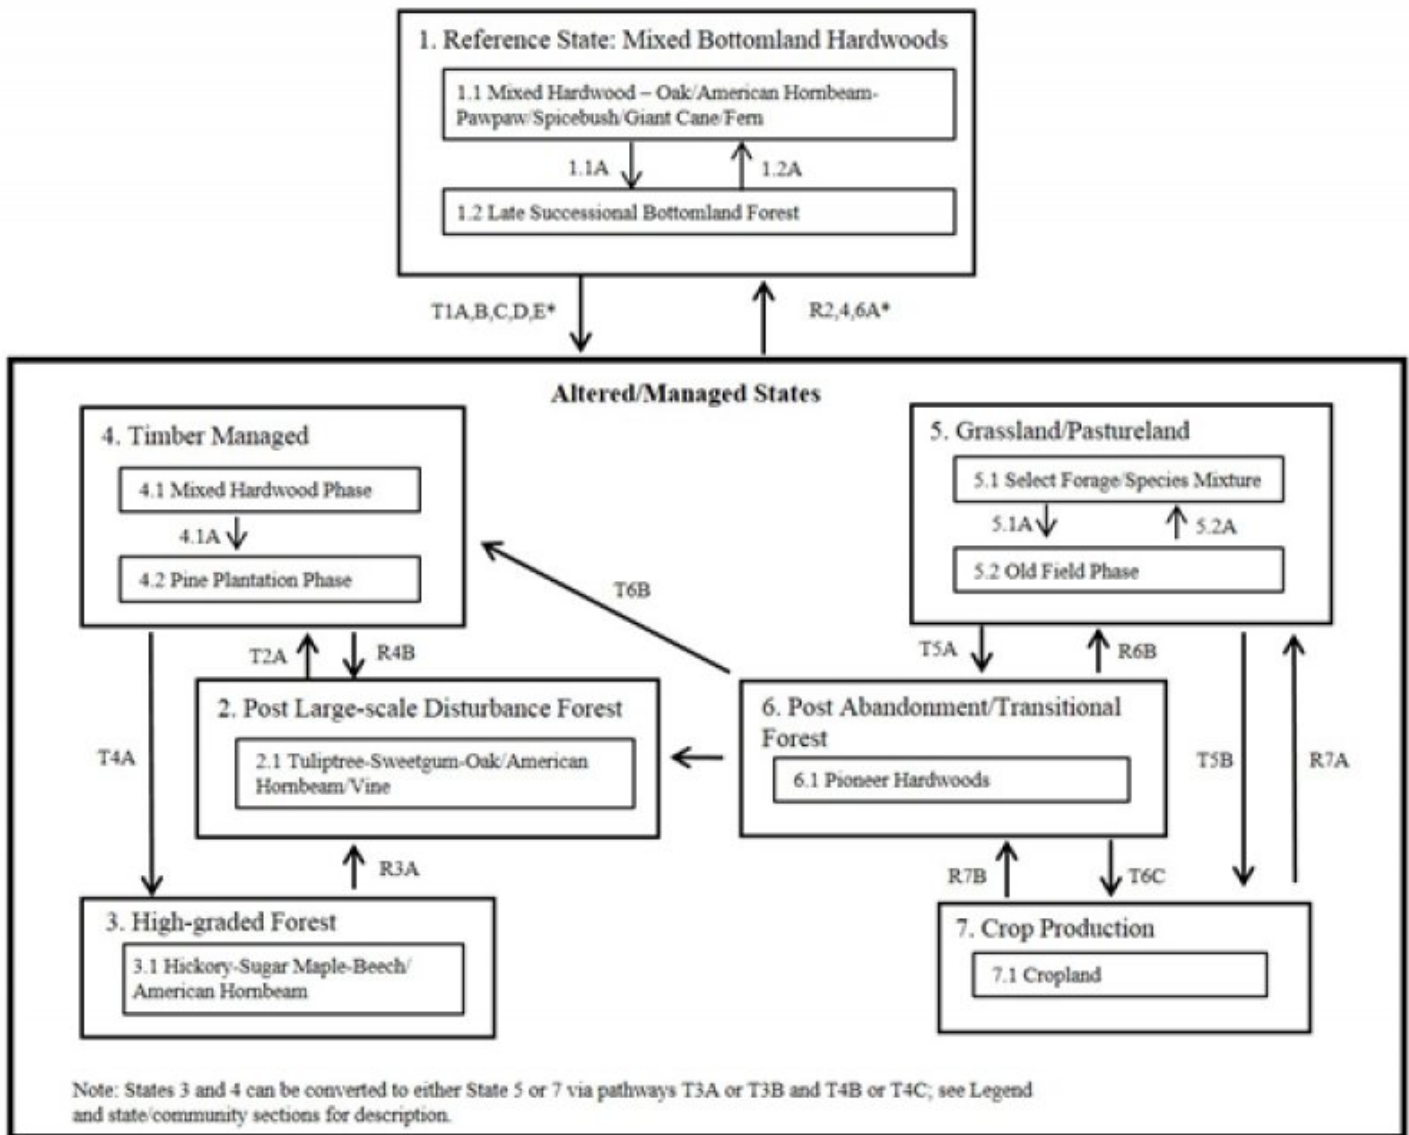 1. Reference State: Mixed Bottomland Hardwoods
1.1 Mixed Hardwood – Oak/American Hornbeam-
Pawpaw/Spicebush/Giant Cane/Fern
1.1A
1.2A
1.2 Late Successional Bottomland Forest
T1A,B,C,D,E*
R2,4,6A*
Altered/Managed States
4. Timber Managed
4.1 Mixed Hardwood Phase
4.1A
4.2 Pine Plantation Phase
5. Grassland/Pastureland
5.1 Select Forage/Species Mixture
5.1A
5.2A
5.2 Old Field Phase
T6B
T2A
R4B
T5A
R6B
2. Post Large-scale Disturbance Forest
2.1 Tuliptree-Sweetgum-Oak/American
Hornbeam/Vine
6. Post Abandonment/Transitional
Forest
6.1 Pioneer Hardwoods
T4A
T5B
R7A
R3A
R7B
T6C
3. High-graded Forest
3.1 Hickory-Sugar Maple-Beech/
American Hornbeam
7. Crop Production
7.1 Cropland
Note: States 3 and 4 can be converted to either State 5 or 7 via pathways T3A or T3B and T4B or T4C; see Legend
and state/community sections for description.